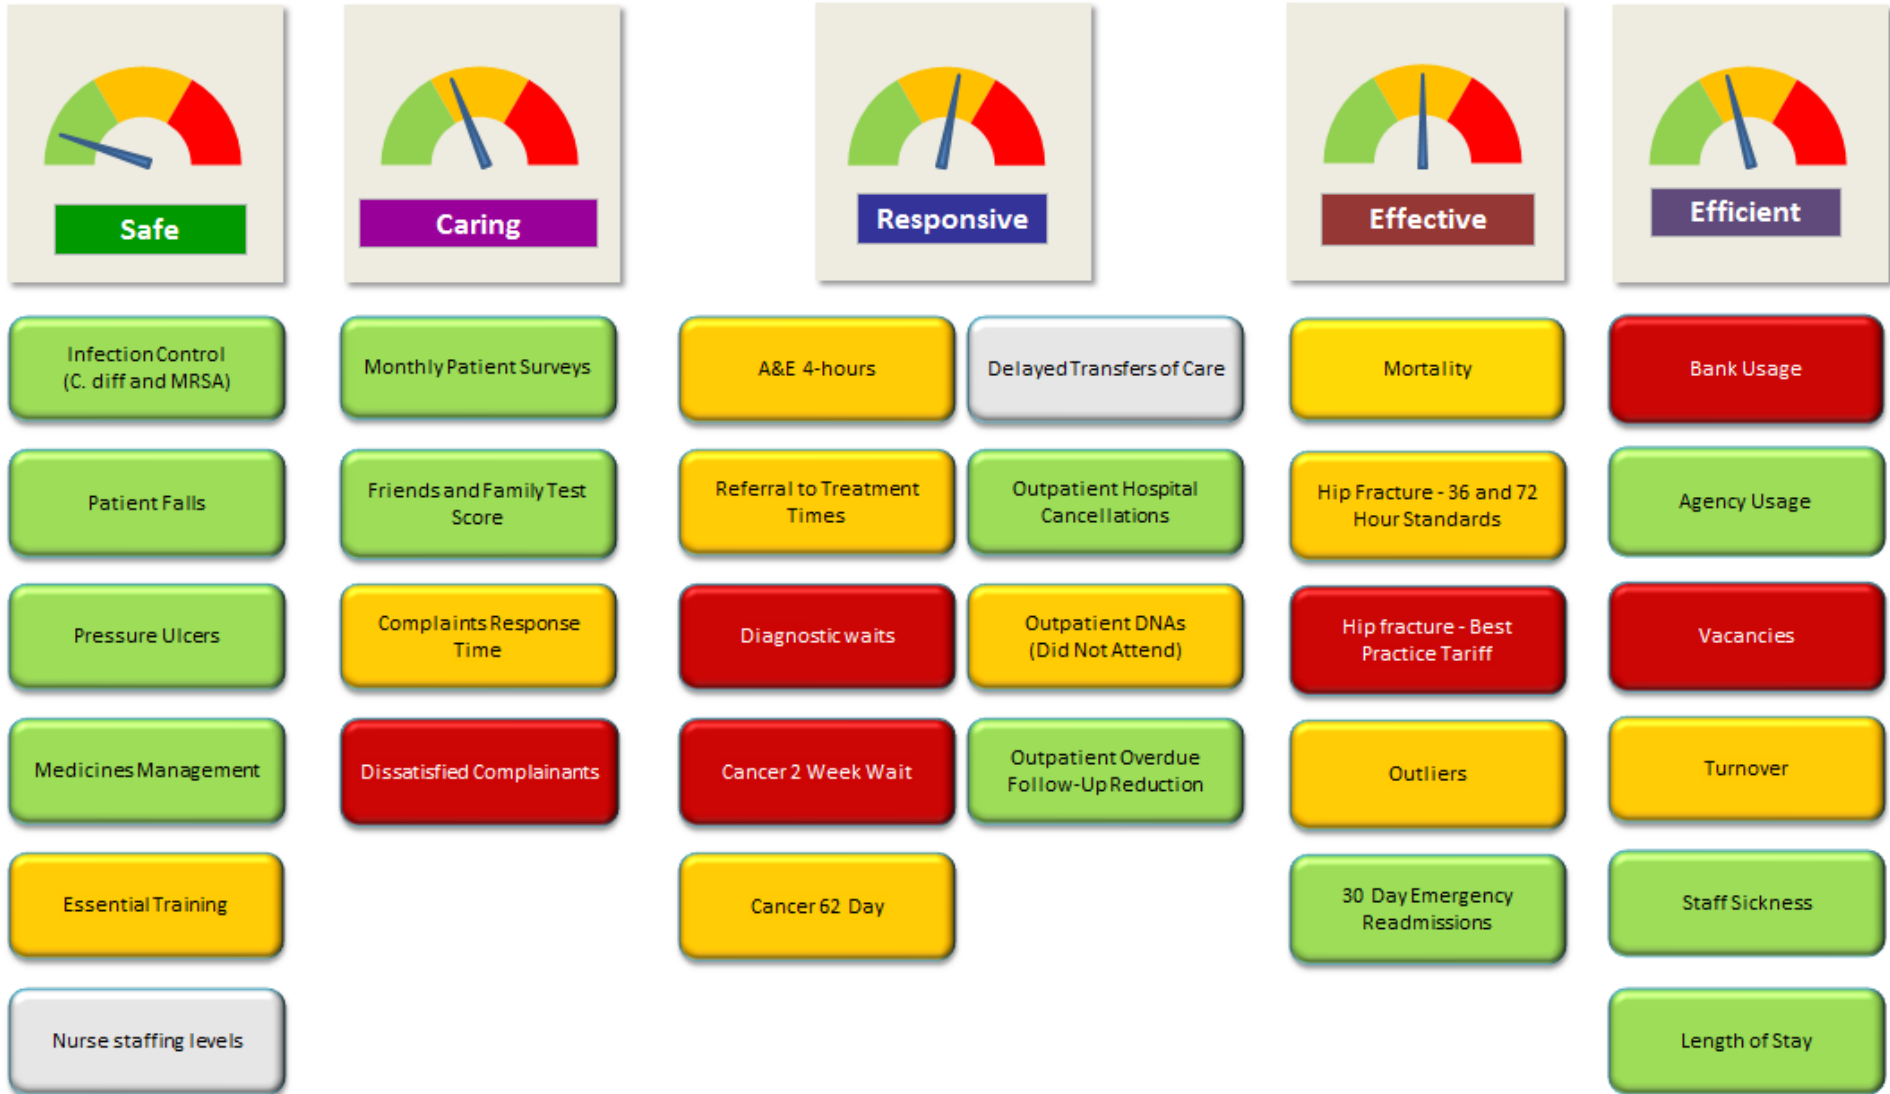 Safe
Caring
Responsive
Effective
Efficient
Infection Control
(C. diff and MRSA)
Patient Falls
Pressure Ulcers
Medicines Management
Essential Training
Nurse staffing levels
Monthly Patient Surveys
Friends and Family Test
Score
Complaints Response
Time
Dissatisfied Complainants
A&E 4-hours
Referral to Treatment
Times
Diagnostic waits
Cancer 2 Week Wait
Cancer 62 Day
Delayed Transfers of Care
Outpatient Hospital
Cancellations
Outpatient DNAs
(Did Not Attend)
Outpatient Overdue
Follow-Up Reduction
Mortality
Hip Fracture - 36 and 72
Hour Standards
Hip fracture - Best
Practice Tariff
Outliers
30 Day Emergency
Readmissions
Bank Usage
Agency Usage
Vacancies
Turnover
Staff Sickness
Length of Stay